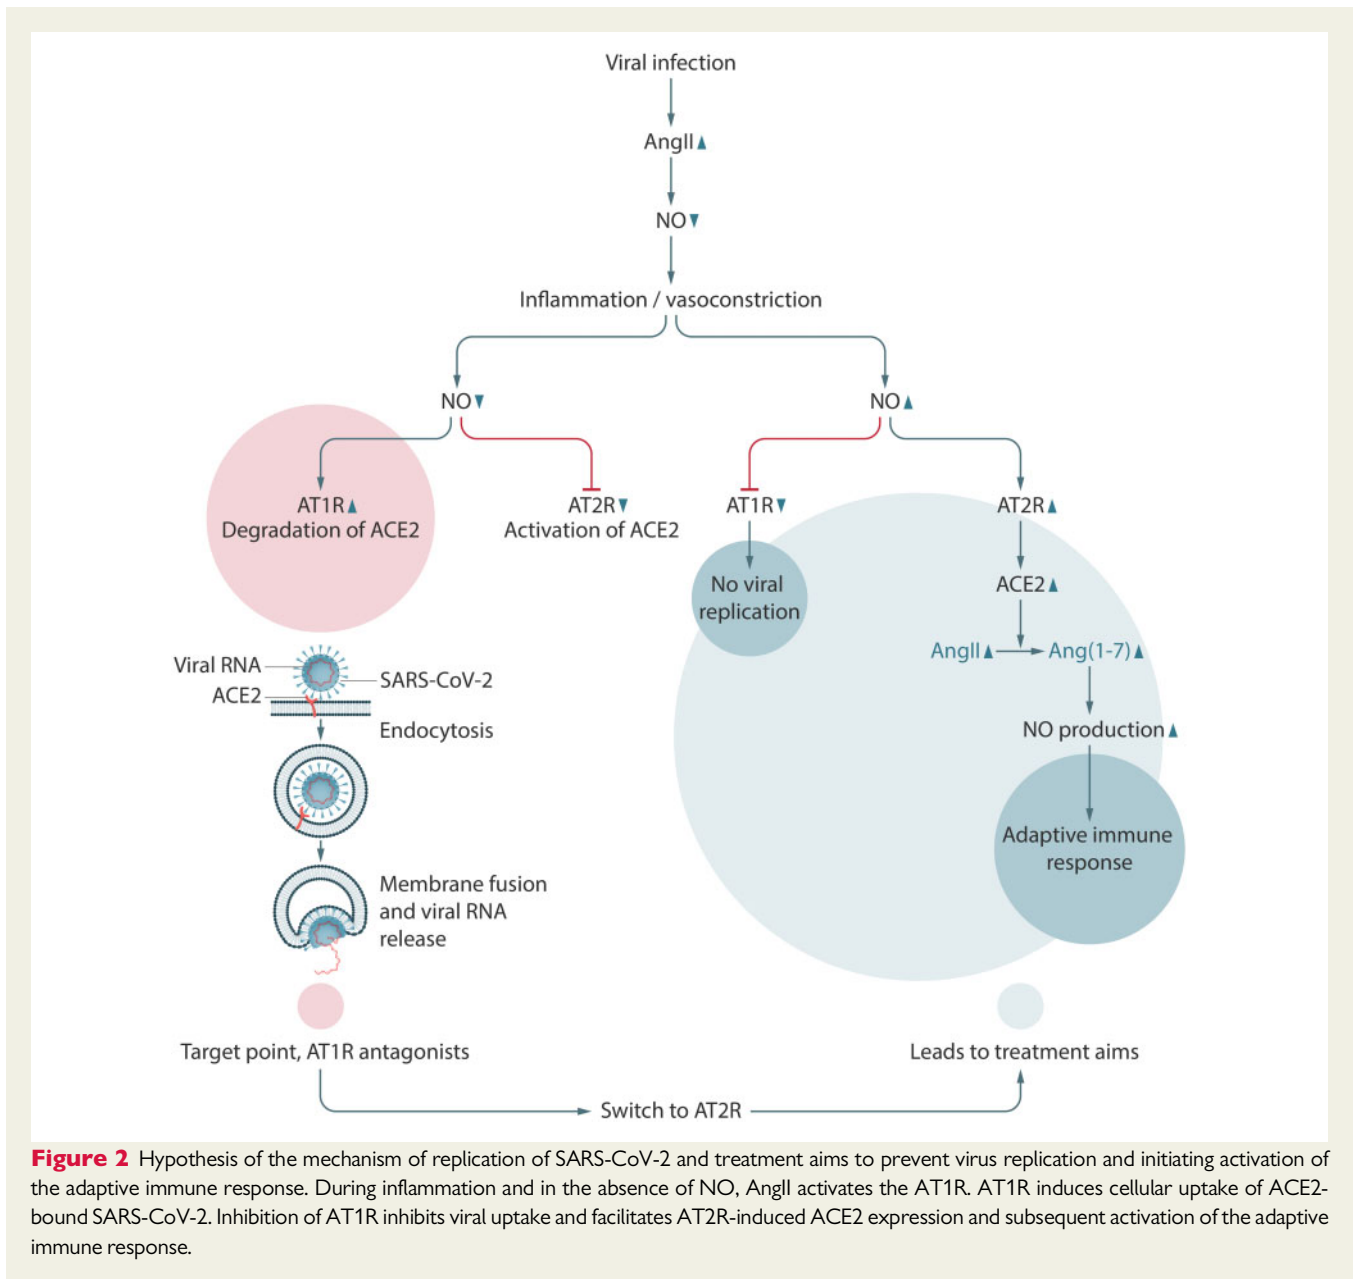 Viral infection
AngII▲
NO▼
Inflammation / vasoconstriction
NO▼
NO▲
AT1R▲
Degradation of ACE2
AT2R▼
Activation of ACE2
AT1R▼
No viral
replication
AT2R▲
ACE2▲
AngII▲
Ang(1-7)▲
NO production▲
Adaptive immune
response
Viral RNA
ACE2
SARS-CoV-2
Endocytosis
Membrane fusion
and viral RNA
release
Target point, AT1R antagonists
Leads to treatment aims
Switch to AT2R
Figure 2 Hypothesis of the mechanism of replication of SARS-CoV-2 and treatment aims to prevent virus replication and initiating activation of
the adaptive immune response. During inflammation and in the absence of NO, AngII activates the AT1R. AT1R induces cellular uptake of ACE2-
bound SARS-CoV-2. Inhibition of AT1R inhibits viral uptake and facilitates AT2R-induced ACE2 expression and subsequent activation of the adaptive
immune response.